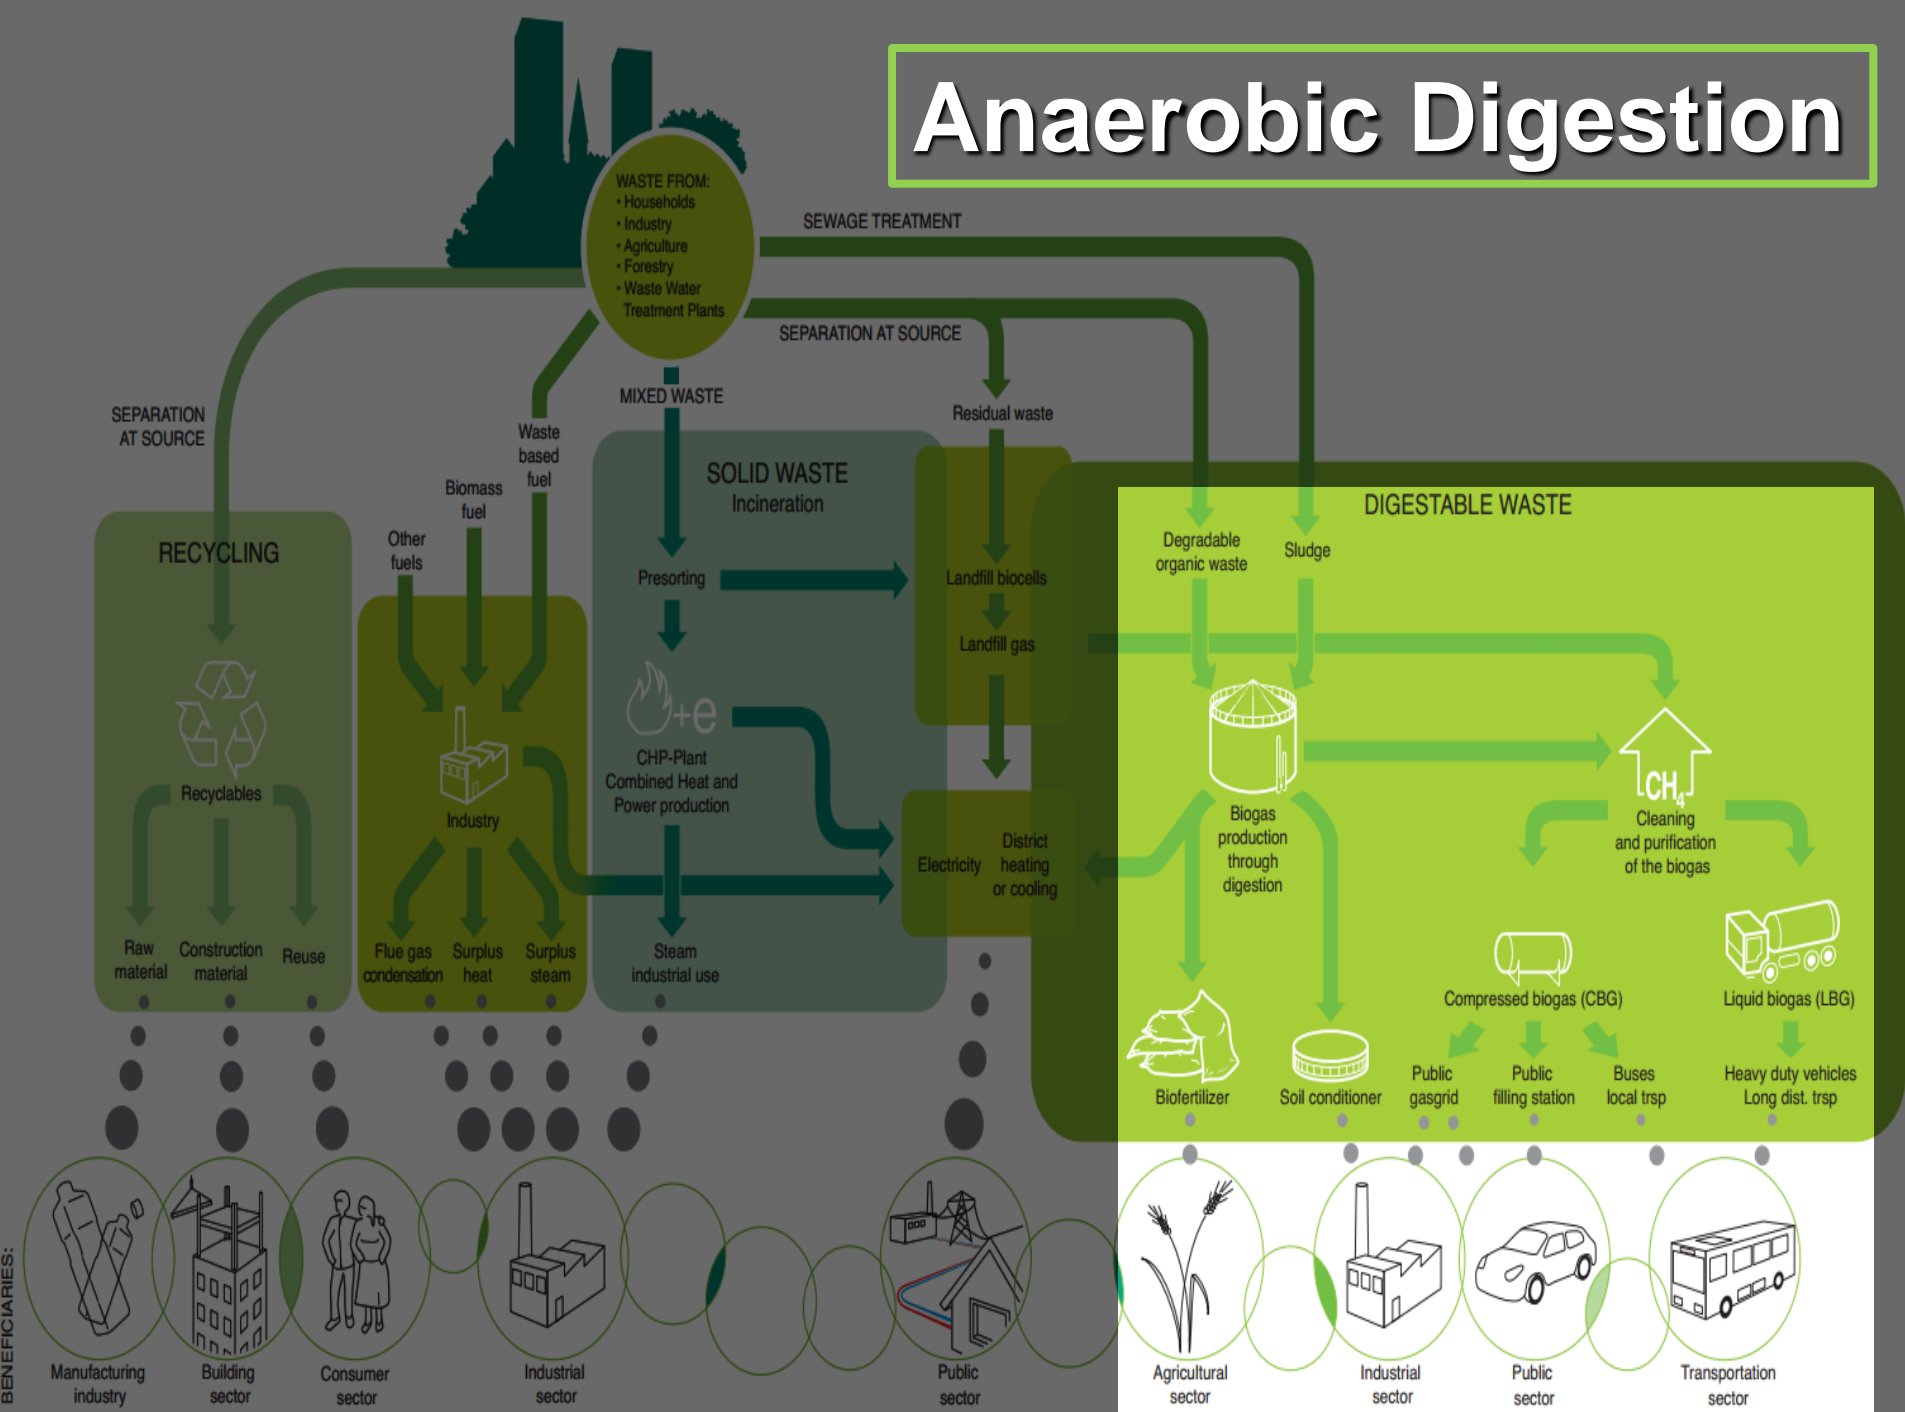 Anaerobic Digestion
WASTE FROM:
• Households
• Industry
• Agriculture
• Forestry
• Waste Water
Treatment Plants
SEWAGE TREATMENT
SEPARATION AT SOURCE
MIXED WASTE
SEPARATION
AT SOURCE
Residual waste
Waste
based
fuel
Biomass
fuel
Other
fuels
RECYCLING
Recyclables
Raw
material
Construction
material
Reuse
Industry
Flue gas
condensation
Surplus
heat
Surplus
steam
SOLID WASTE
Incineration
Presorting
+e
CHP-Plant
Combined Heat and
Power production
Steam
industrial use
Landfill biocells
Landfill gas
Electricity
District
heating
or cooling
DIGESTABLE WASTE
Degradable
organic waste
Sludge
Biogas
production
through
digestion
CH4
Cleaning
and purification
of the biogas
Biofertilizer
Soil conditioner
Compressed biogas (CBG)
Liquid biogas (LBG)
Public
gasgrid
Public
filling station
Buses
local trsp
Heavy duty vehicles
Long dist. trsp
BENEFICIARIES:
Manufacturing
industry
Building
sector
Consumer
sector
Industrial
sector
Public
sector
Agricultural
sector
Industrial
sector
Public
sector
Transportation
sector